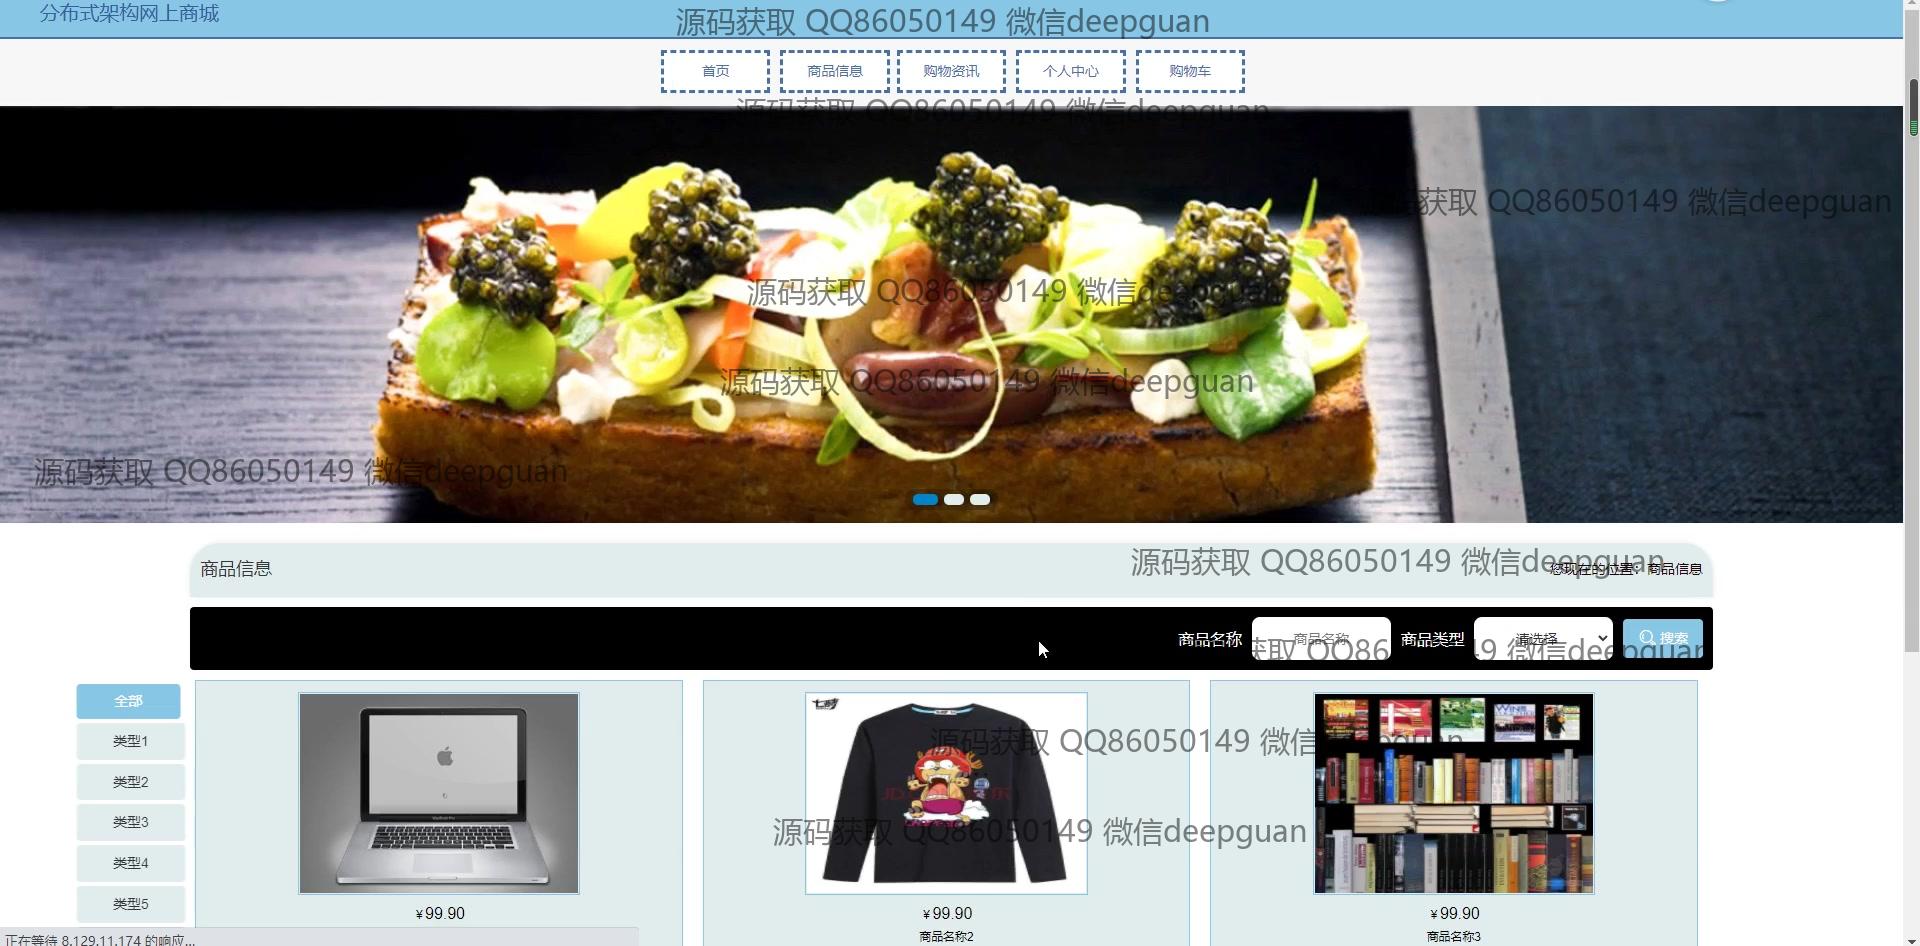 分布式架构网上商城
源码获取 QQ86050149 微信deepguan
首页 商品信息 购物资讯 个人中心 购物车
源码获取 QQ86050149 微信deepguan
获取 QQ86050149 微信deepguan
源码获取 QQ86050149 微信deepguan
源码获取 QQ86050149 微信deepguan
源码获取 QQ86050149 微信deepguan
商品信息
源码获取 QQ86050149 微信deepguan
您现在的位置：商品信息
商品名称 商品名称 商品类型 请选择 搜索
获取 QQ86050149 微信deepguan
全部
类型1
类型2
类型3
类型4
类型5
源码获取 QQ86050149 微信deepguan
源码获取 QQ86050149 微信deepguan
¥99.90
¥99.90
商品名称2
¥99.90
商品名称3
正在等待 8.129.11.174 的响应...